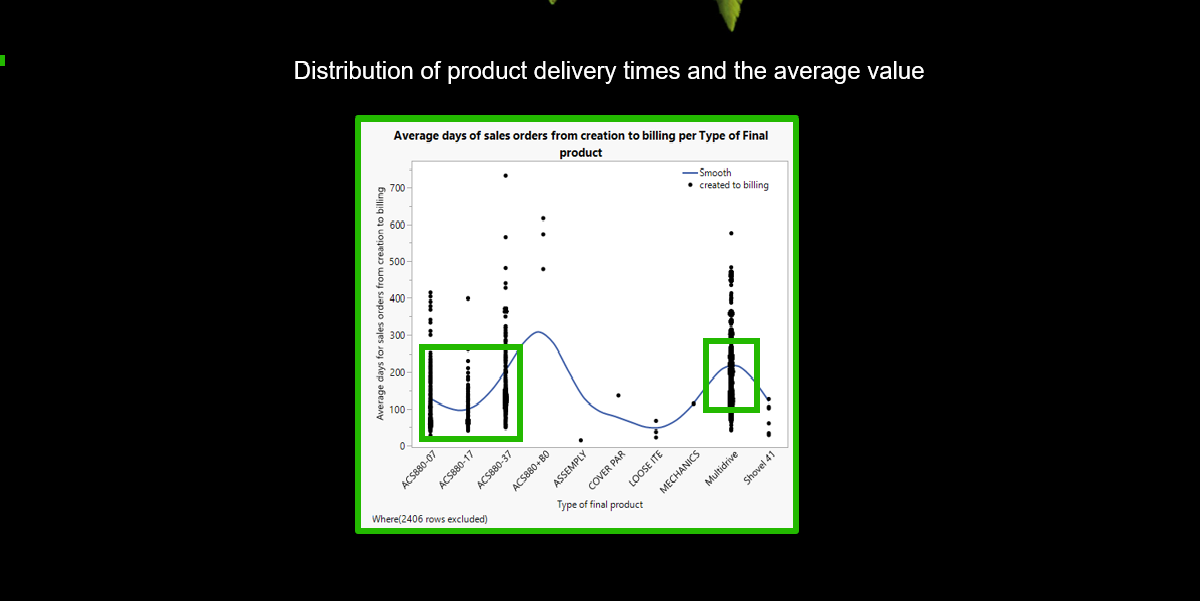 Distribution of product delivery times and the average value
Average days of sales orders from creation to billing per Type of Final
product
Smooth
created to billing
Average days for sales orders from creation to billing
700
600
500
400
300
200
100
0
ACS880-07
ACS880-17
ACS880-37
ACS880+B0
ASSEMPLY
COVER PAR
LOOSE ITE
MECHANICS
Multidrive
Shovel 41
Type of final product
Where(2406 rows excluded)